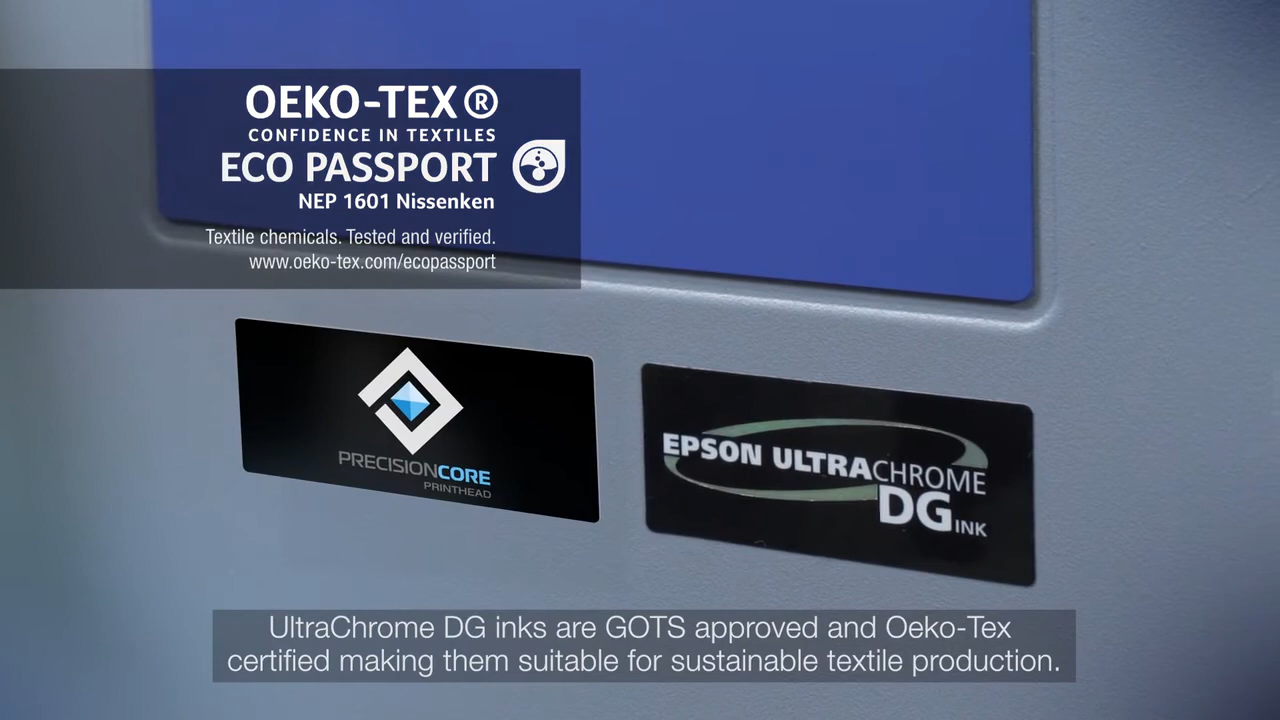 OEKO-TEX®
CONFIDENCE IN TEXTILES
ECO PASSPORT
NEP 1601 Nissenken
Textile chemicals. Tested and verified.
www.oeko-tex.com/ecopassport
PRECISIONCORE
PRINTHEAD
EPSON ULTRACHROME
DG INK
UltraChrome DG inks are GOTS approved and Oeko-Tex
certified making them suitable for sustainable textile production.